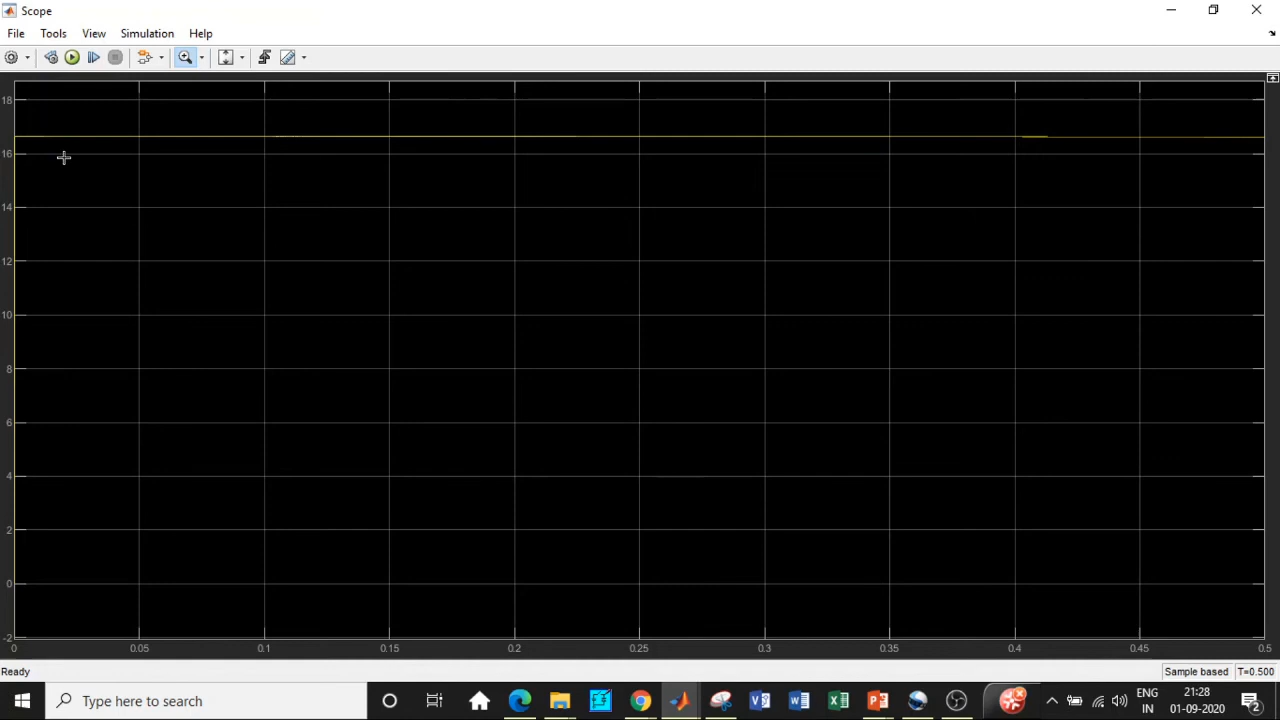 Scope
File Tools View Simulation Help
18
16
14
12
10
8
6
4
2
0
-2
0 0.05 0.1 0.15 0.2 0.25 0.3 0.35 0.4 0.45 0.5
Ready Sample based T=0.500
Type here to search
ENG 21:28
IN 01-09-2020 2